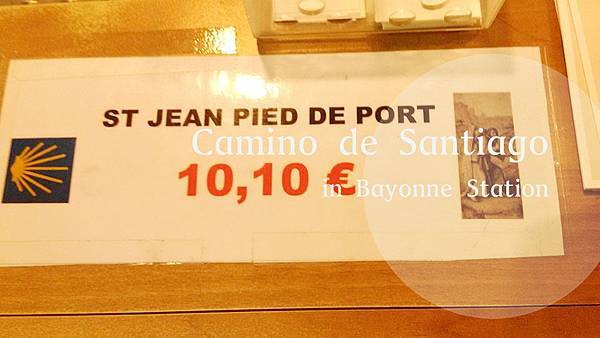 ST JEAN PIED DE PORT
Camino de Santiago
10,10 €
in Bayonne Station